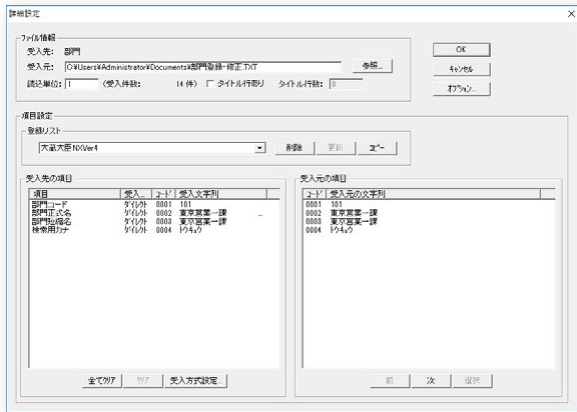 詳細設定
ファイル情報
受入先: 部門
受入元: C:¥Users¥Administrator¥Documents¥部門登録・修正.TXT 参照...
読込単位: 1 (受入件数: 14 件) タイトル行あり タイトル行数: 0
OK
キャンセル
オプション...
項目設定
登録リスト
大蔵大臣NXVer4 削除 更新 コピー
受入先の項目
項目 受入... コード 受入文字列
部門コード ダイレクト 0001 101
部門正式名 ダイレクト 0002 東京営業一課
部門短縮名 ダイレクト 0003 東京営業一課
検索用カナ ダイレクト 0004 トウキョウ
全てクリア クリア 受入方式設定...
受入元の項目
コード 受入元の文字列
0001 101
0002 東京営業一課
0003 東京営業一課
0004 トウキョウ
前 次 選択